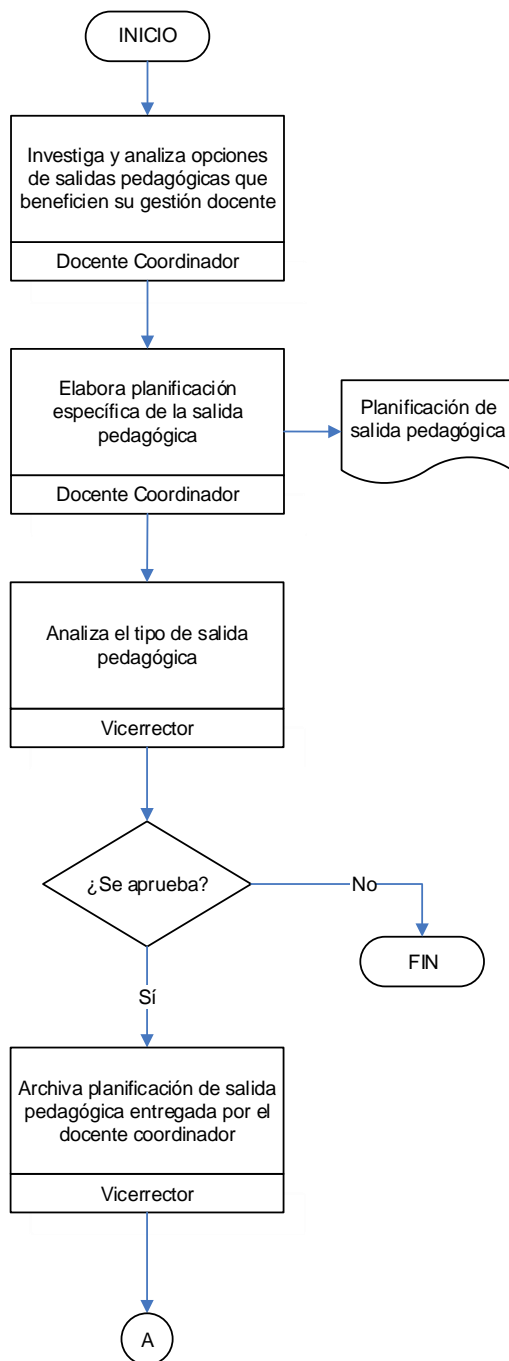 INICIO
Investiga y analiza opciones
de salidas pedagógicas que
beneficien su gestión docente
Docente Coordinador
Elabora planificación
específica de la salida
pedagógica
Docente Coordinador
Planificación de
salida pedagógica
Analiza el tipo de salida
pedagógica
Vicerrector
¿Se aprueba?
No
FIN
Sí
Archiva planificación de salida
pedagógica entregada por el
docente coordinador
Vicerrector
A